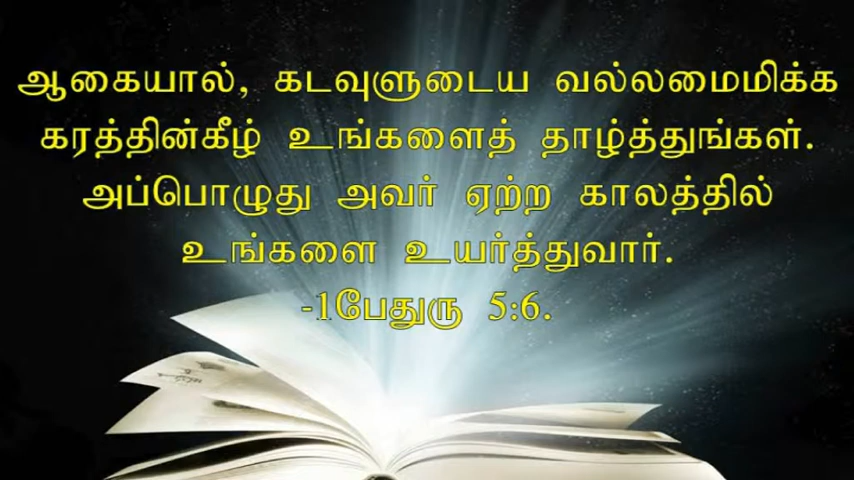 ஆகையால், கடவுளுடைய வல்லமைமிக்க
கரத்தின்கீழ் உங்களைத் தாழ்த்துங்கள்.
அப்பொழுது அவர் ஏற்ற காலத்தில்
உங்களை உயர்த்துவார்.
-1பேதுரு 5:6.